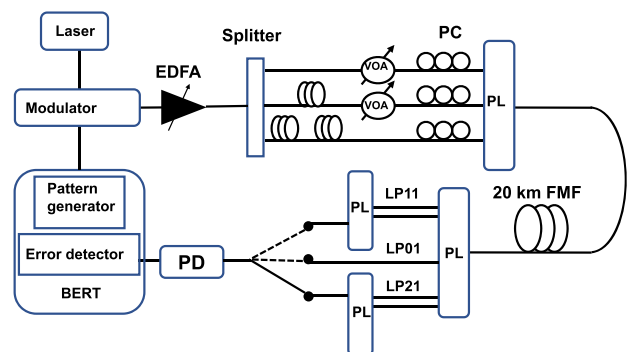 Laser
Splitter
PC
EDFA
VOA
Modulator
VOA
PL
Pattern
generator
Error detector
BERT
PD
PL
LP11
LP01
LP21
PL
PL
20 km FMF